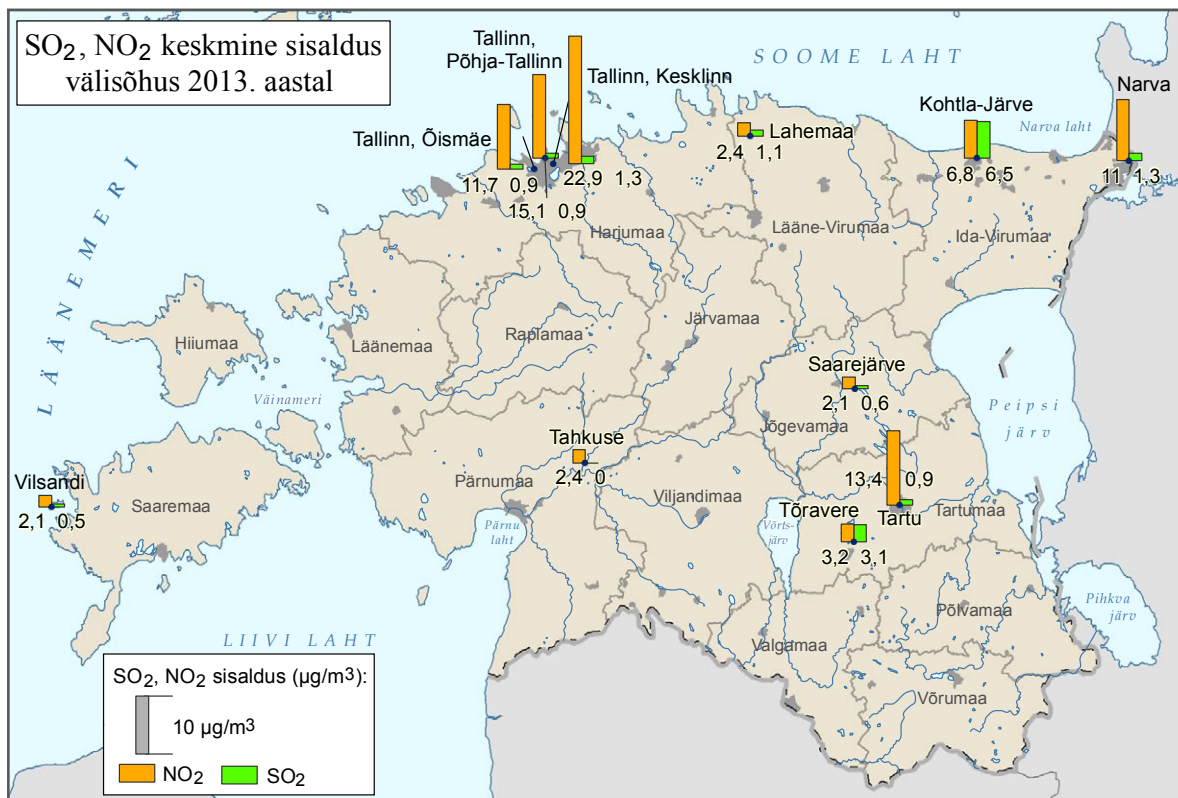 SO2, NO2 keskmine sisaldus
välisõhus 2013. aastal
Tallinn,
Põhja-Tallinn
Tallinn, Kesklinn
Tallinn, Õismäe
SOOME LAHT
Narva
Kohtla-Järve
Narva laht
Lahemaa
2,4 1,1
6,8 6,5
11 1,3
11,7 0,9
22,9 1,3
15,1 0,9
Harjumaa
Lääne-Virumaa
Ida-Virumaa
LÄÄNEMERI
Hiiumaa
Läänemaa
Raplamaa
Järvamaa
Saarejärve
2,1 0,6
Väinameri
Jõgevamaa
Peipsi
järv
Tahkuse
2,4 0
Vilsandi
2,1 0,5
Saaremaa
Pärnumaa
Viljandimaa
13,4 0,9
Tartu
Tartumaa
Pärnu
laht
Võrts-
järv
Tõravere
3,2 3,1
Põlvamaa
Pihkva
järv
LIIVI LAHT
Valgamaa
Võrumaa
SO2, NO2 sisaldus (µg/m3):
10 µg/m3
NO2 SO2